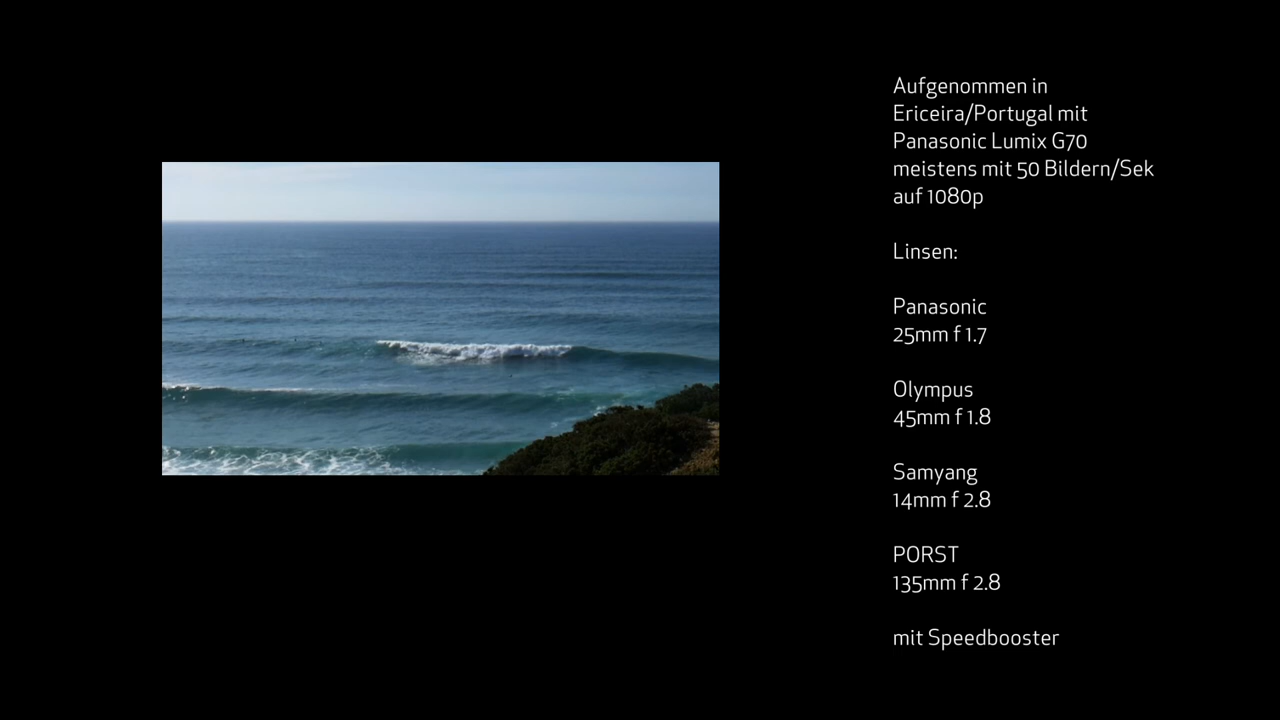 Aufgenommen in
Ericeira/Portugal mit
Panasonic Lumix G70
meistens mit 50 Bildern/Sek
auf 1080p
Linsen:
Panasonic
25mm f 1.7
Olympus
45mm f 1.8
Samyang
14mm f 2.8
PORST
135mm f 2.8
mit Speedbooster